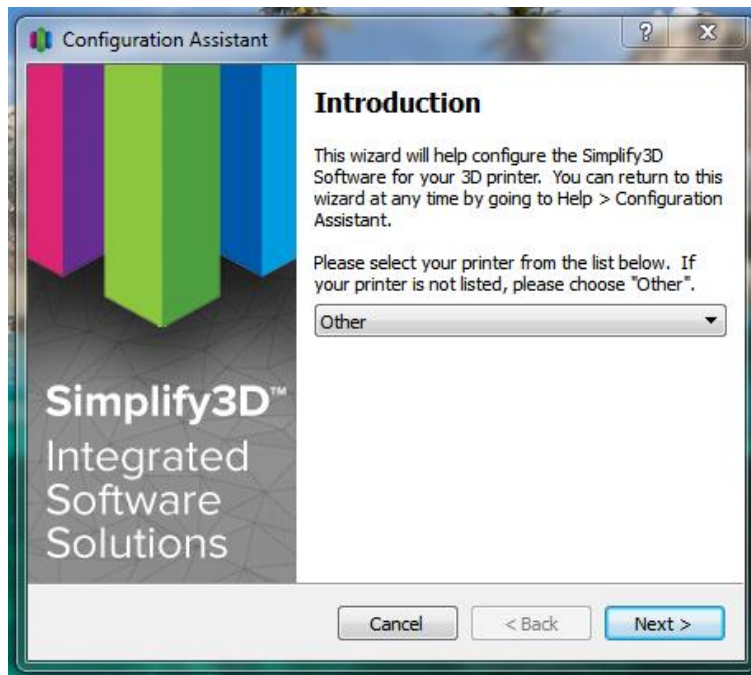 Configuration Assistant
Introduction
This wizard will help configure the Simplify3D
Software for your 3D printer.  You can return to this
wizard at any time by going to Help > Configuration
Assistant.
Please select your printer from the list below.  If
your printer is not listed, please choose "Other".
Other
Simplify3D™
Integrated
Software
Solutions
Cancel
< Back
Next >